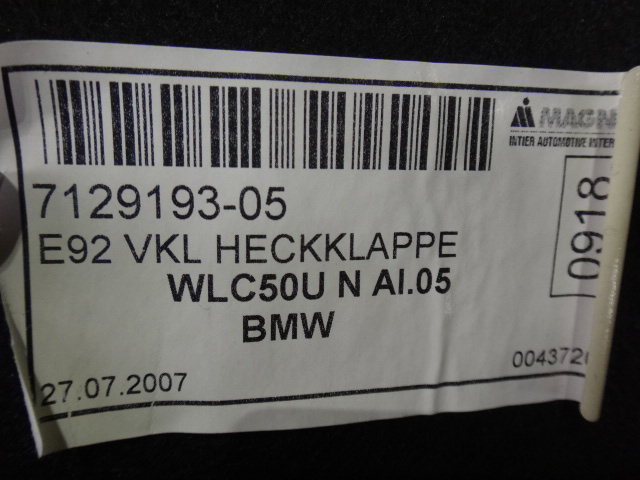 MAGN
INTIER AUTOMOTIVE INTER
7129193-05
0918
E92 VKL HECKKLAPPE
WLC50U N AI.05
BMW
27.07.2007
004372